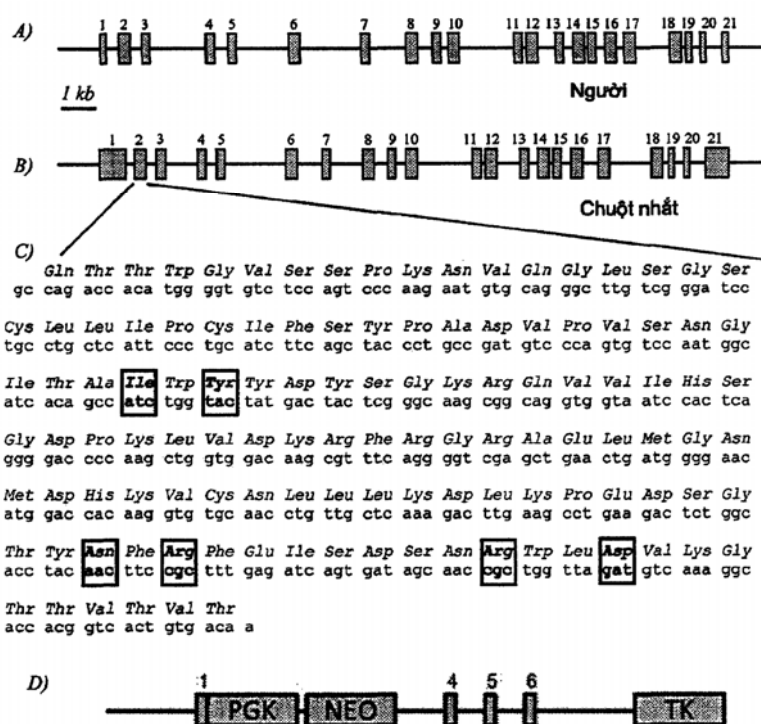 A)
1 2 3 4 5 6 7 8 9 10 11 12 13 14 15 16 17 18 19 20 21
1 kb
Người
B)
1 2 3 4 5 6 7 8 9 10 11 12 13 14 15 16 17 18 19 20 21
Chuột nhắt
C)
Gln Thr Thr Trp Gly Val Ser Ser Pro Lys Asn Val Gln Gly Leu Ser Gly Ser
gc cag acc aca tgg ggt gtc tcc agt ccc aag aat gtg cag ggc ttg tcg gga tcc
Cys Leu Leu Ile Pro Cys Ile Phe Ser Tyr Pro Ala Asp Val Pro Val Ser Asn Gly
tgc ctg ctc att ccc tgc atc ttc agc tac cct gcc gat gtc cca gtg tcc aat ggc
Ile Thr Ala Ile Trp Tyr Tyr Asp Tyr Ser Gly Lys Arg Gln Val Val Ile His Ser
atc aca gcc atc tgg tac tat gac tac tcg ggc aag cgg cag gtg gta atc cac tca
Gly Asp Pro Lys Leu Val Asp Lys Arg Phe Arg Gly Arg Ala Glu Leu Met Gly Asn
ggg gac ccc aag ctg gtg gac aag cgt ttc agg ggt cga gct gaa ctg atg ggg aac
Met Asp His Lys Val Cys Asn Leu Leu Leu Lys Asp Leu Lys Pro Glu Asp Ser Gly
atg gac cac aag gtg tgc aac ctg ttg ctc aaa gac ttg aag cct gaa gac tct ggc
Thr Tyr Asn Phe Arg Phe Glu Ile Ser Asp Ser Asn Arg Trp Leu Asp Val Lys Gly
acc tac aac ttc cgc ttt gag atc agt gat agc aac cgc tgg tta gat gtc aaa ggc
Thr Thr Val Thr Val Thr
acc acg gtc act gtg aca a
D)
1 4 5 6
PGK NEO TK